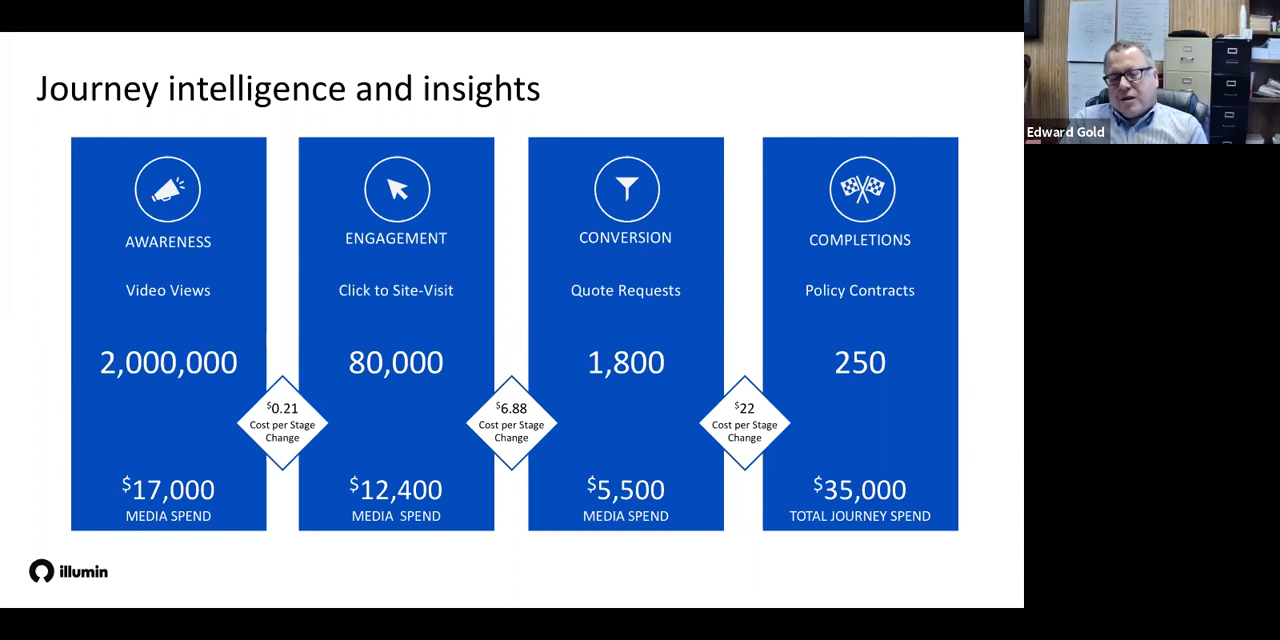 Journey intelligence and insights
AWARENESS
Video Views
2,000,000
$17,000
MEDIA SPEND
$0.21
Cost per Stage
Change
ENGAGEMENT
Click to Site-Visit
80,000
$12,400
MEDIA SPEND
$6.88
Cost per Stage
Change
CONVERSION
Quote Requests
1,800
$5,500
MEDIA SPEND
$22
Cost per Stage
Change
COMPLETIONS
Policy Contracts
250
$35,000
TOTAL JOURNEY SPEND
illumin
Edward Gold